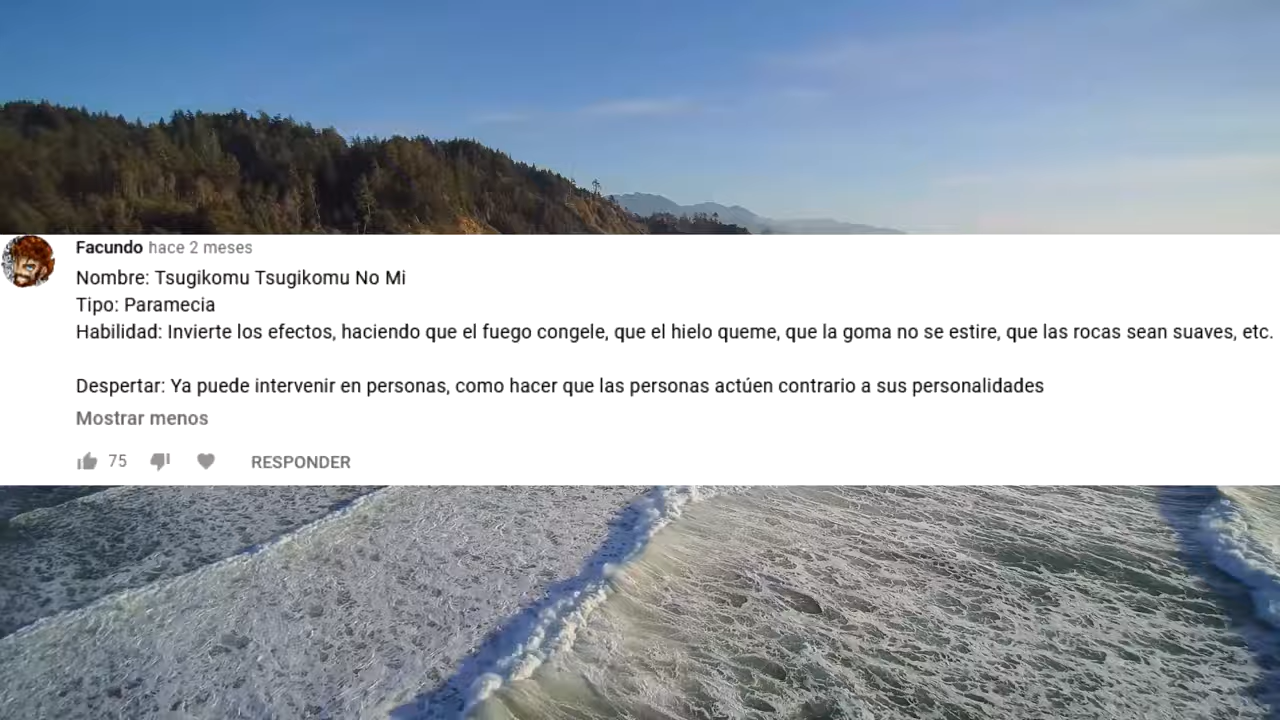 Facundo hace 2 meses
Nombre: Tsugikomu Tsugikomu No Mi
Tipo: Paramecia
Habilidad: Invierte los efectos, haciendo que el fuego congele, que el hielo queme, que la goma no se estire, que las rocas sean suaves, etc.
Despertar: Ya puede intervenir en personas, como hacer que las personas actúen contrario a sus personalidades
Mostrar menos
75 RESPONDER